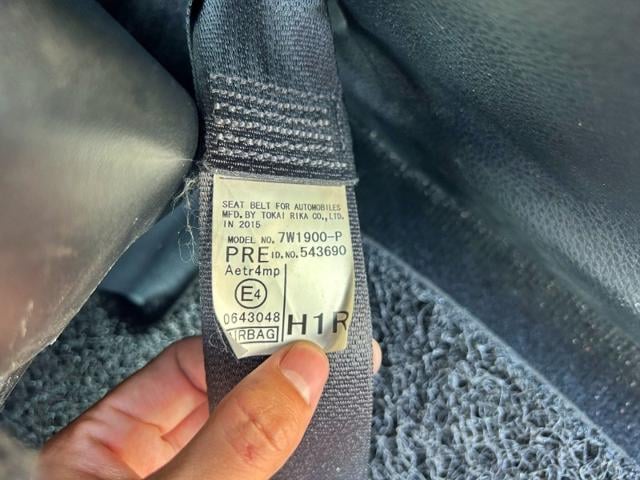 SEAT BELT FOR AUTOMOBILES
MFD. BY TOKAI RIKA CO., LTD.
IN 2015
MODEL NO. 7W1900-P
PRE ID.NO. 543690
Aetr4mp
E4
0643048
AIRBAG H1R